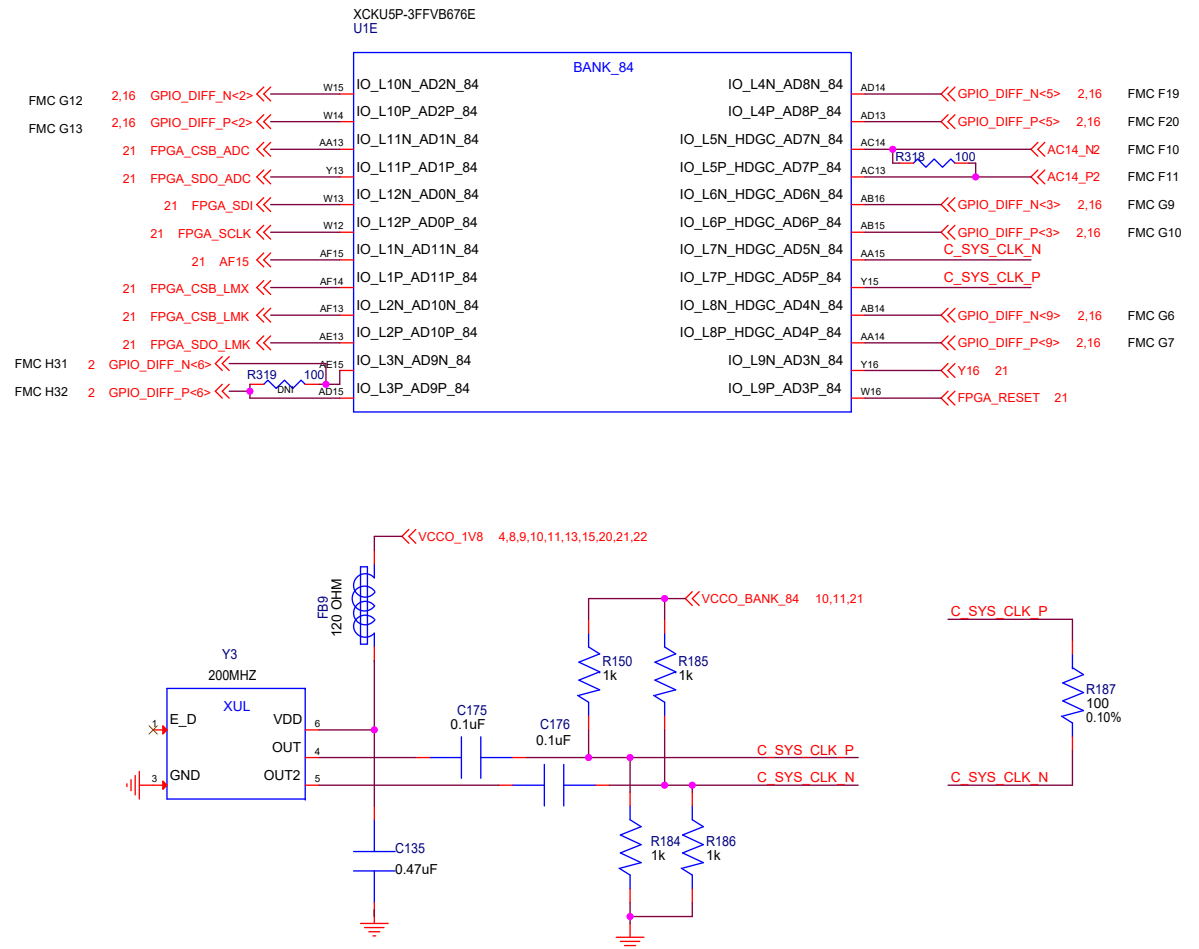 XCKU5P-3FFVB676E
U1E
BANK_84
FMC G12 2,16 GPIO_DIFF_N<2> W15 IO_L10N_AD2N_84 IO_L4N_AD8N_84 AD14 GPIO_DIFF_N<5> 2,16 FMC F19
FMC G13 2,16 GPIO_DIFF_P<2> W14 IO_L10P_AD2P_84 IO_L4P_AD8P_84 AD13 GPIO_DIFF_P<5> 2,16 FMC F20
21 FPGA_CSB_ADC AA13 IO_L11N_AD1N_84 IO_L5N_HDGC_AD7N_84 AC14 AC14_N2 FMC F10
R318 100
21 FPGA_SDO_ADC Y13 IO_L11P_AD1P_84 IO_L5P_HDGC_AD7P_84 AC13 AC14_P2 FMC F11
21 FPGA_SDI W13 IO_L12N_AD0N_84 IO_L6N_HDGC_AD6N_84 AB16 GPIO_DIFF_N<3> 2,16 FMC G9
21 FPGA_SCLK W12 IO_L12P_AD0P_84 IO_L6P_HDGC_AD6P_84 AB15 GPIO_DIFF_P<3> 2,16 FMC G10
21 AF15 AF15 IO_L1N_AD11N_84 IO_L7N_HDGC_AD5N_84 AA15 C_SYS_CLK_N
21 FPGA_CSB_LMX AF14 IO_L1P_AD11P_84 IO_L7P_HDGC_AD5P_84 Y15 C_SYS_CLK_P
21 FPGA_CSB_LMK AF13 IO_L2N_AD10N_84 IO_L8N_HDGC_AD4N_84 AB14 GPIO_DIFF_N<9> 2,16 FMC G6
21 FPGA_SDO_LMK AE13 IO_L2P_AD10P_84 IO_L8P_HDGC_AD4P_84 AA14 GPIO_DIFF_P<9> 2,16 FMC G7
FMC H31 2 GPIO_DIFF_N<6> AE15 IO_L3N_AD9N_84 IO_L9N_AD3N_84 Y16 Y16 21
R319 100
DNI
FMC H32 2 GPIO_DIFF_P<6> AD15 IO_L3P_AD9P_84 IO_L9P_AD3P_84 W16 FPGA_RESET 21
VCCO_1V8 4,8,9,10,11,13,15,20,21,22
FB9
120 OHM
VCCO_BANK_84 10,11,21
C_SYS_CLK_P
Y3
200MHZ
R150
1k
R185
1k
R187
100
0.10%
XUL
1 E_D VDD 6
C175
0.1uF
C176
0.1uF
OUT 4 C_SYS_CLK_P
3 GND OUT2 5 C_SYS_CLK_N
C_SYS_CLK_N
C135
0.47uF
R184
1k
R186
1k